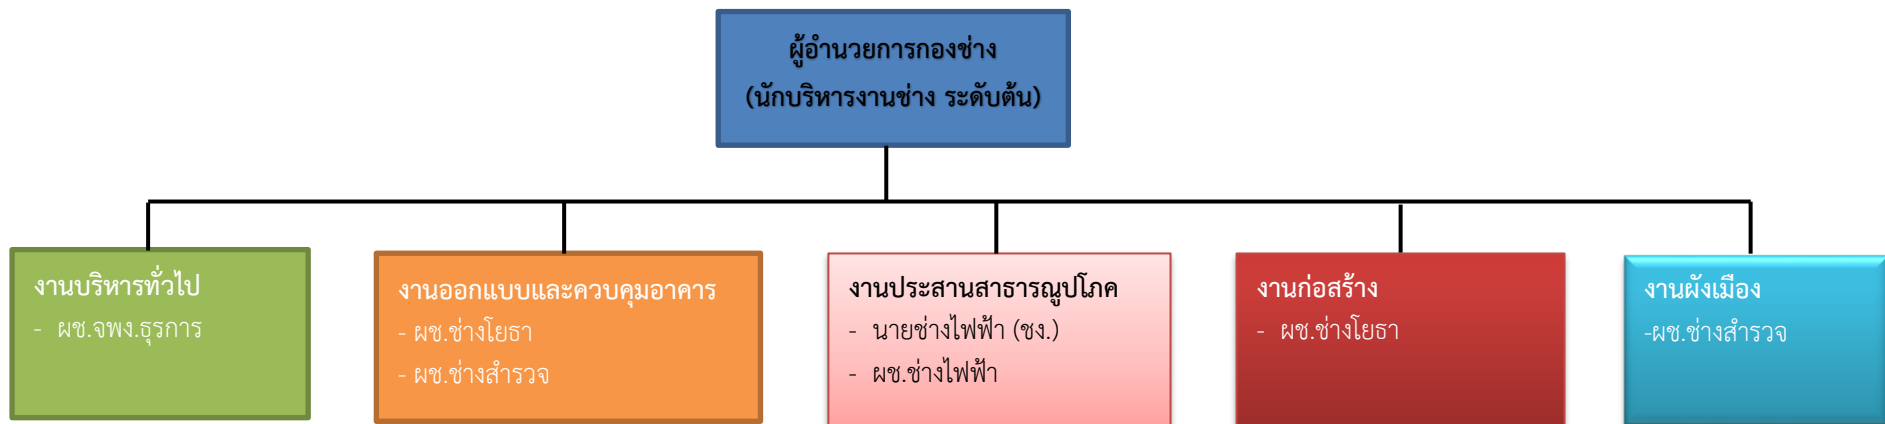 ผู้อำนวยการกองช่าง
(นักบริหารงานช่าง ระดับต้น)
งานบริหารทั่วไป
- ผช.จพง.ธุรการ
งานออกแบบและควบคุมอาคาร
- ผช.ช่างโยธา
- ผช.ช่างสำรวจ
งานประสานสาธารณูปโภค
- นายช่างไฟฟ้า (ชง.)
- ผช.ช่างไฟฟ้า
งานก่อสร้าง
- ผช.ช่างโยธา
งานผังเมือง
-ผช.ช่างสำรวจ